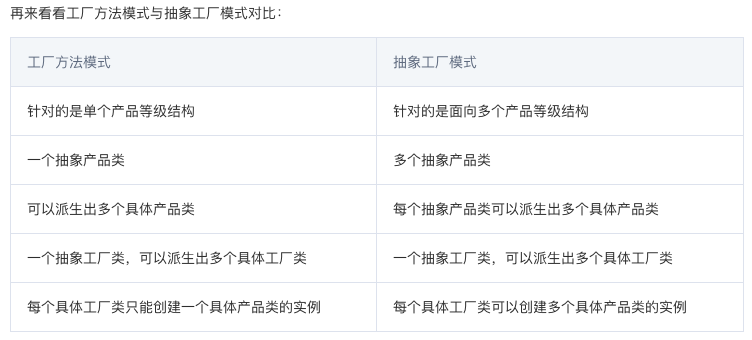 再来看看工厂方法模式与抽象工厂模式对比：
工厂方法模式 抽象工厂模式
针对的是单个产品等级结构 针对的是面向多个产品等级结构
一个抽象产品类 多个抽象产品类
可以派生出多个具体产品类 每个抽象产品类可以派生出多个具体产品类
一个抽象工厂类，可以派生出多个具体工厂类 一个抽象工厂类，可以派生出多个具体工厂类
每个具体工厂类只能创建一个具体产品类的实例 每个具体工厂类可以创建多个具体产品类的实例